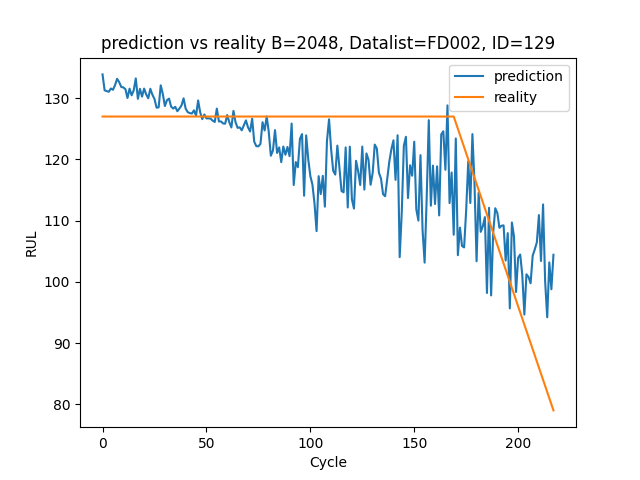 prediction vs reality B=2048, Datalist=FD002, ID=129
prediction
reality
RUL
130
120
110
100
90
80
0 50 100 150 200
Cycle